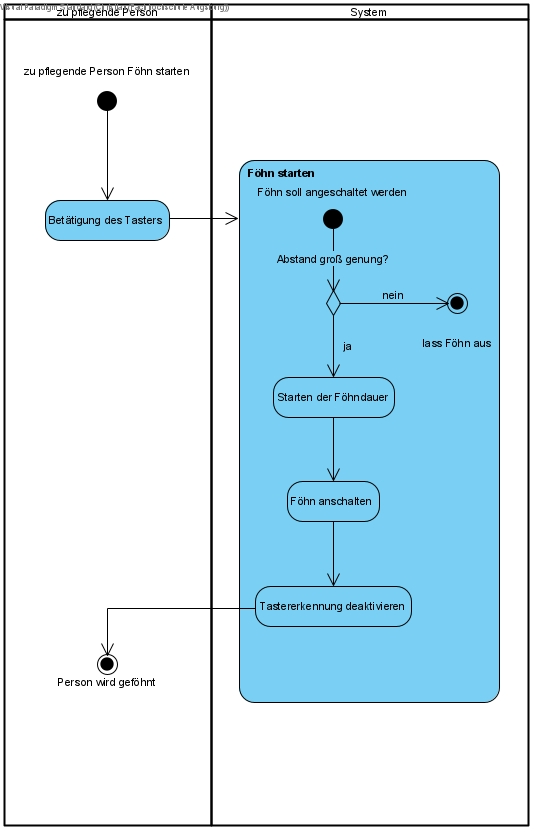 zu pflegende Person
System
zu pflegende Person Föhn starten
Föhn starten
Föhn soll angeschaltet werden
Betätigung des Tasters
Abstand groß genung?
nein
lass Föhn aus
ja
Starten der Föhndauer
Föhn anschalten
Tastererkennung deaktivieren
Person wird geföhnt